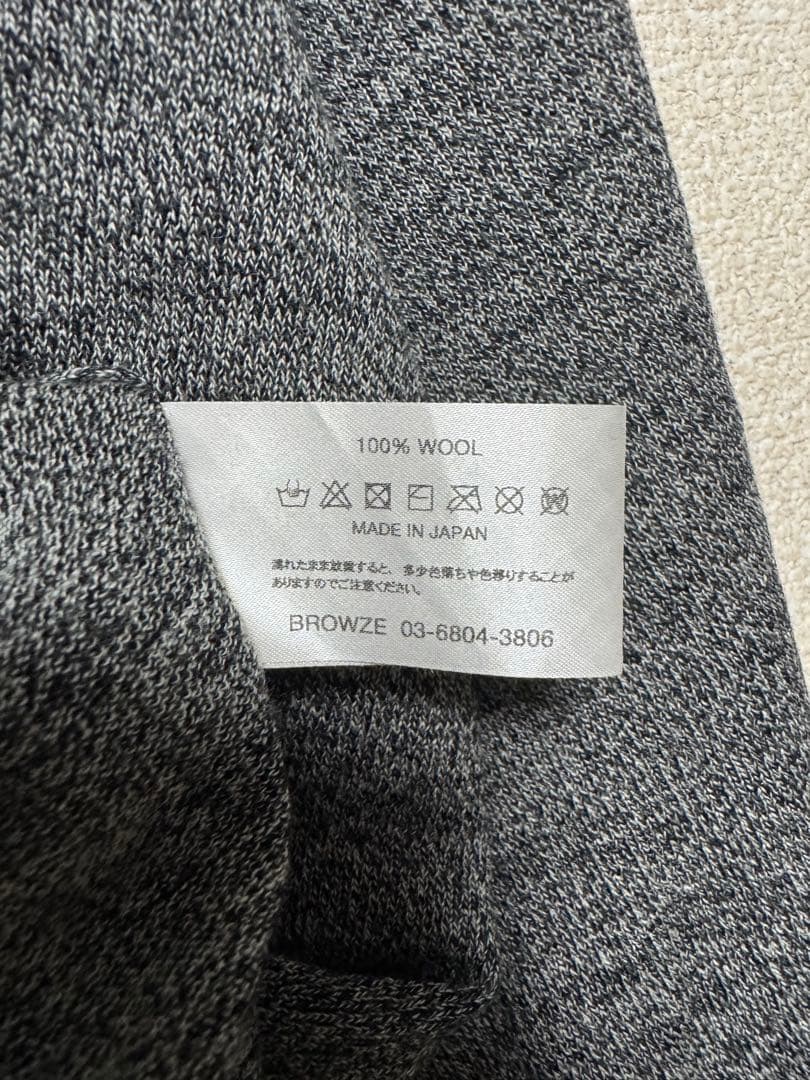 100% WOOL
MADE IN JAPAN
濡れたまま放置すると、多少色落ちや色移りすることが
ありますのでご注意ください。
BROWZE 03-6804-3806